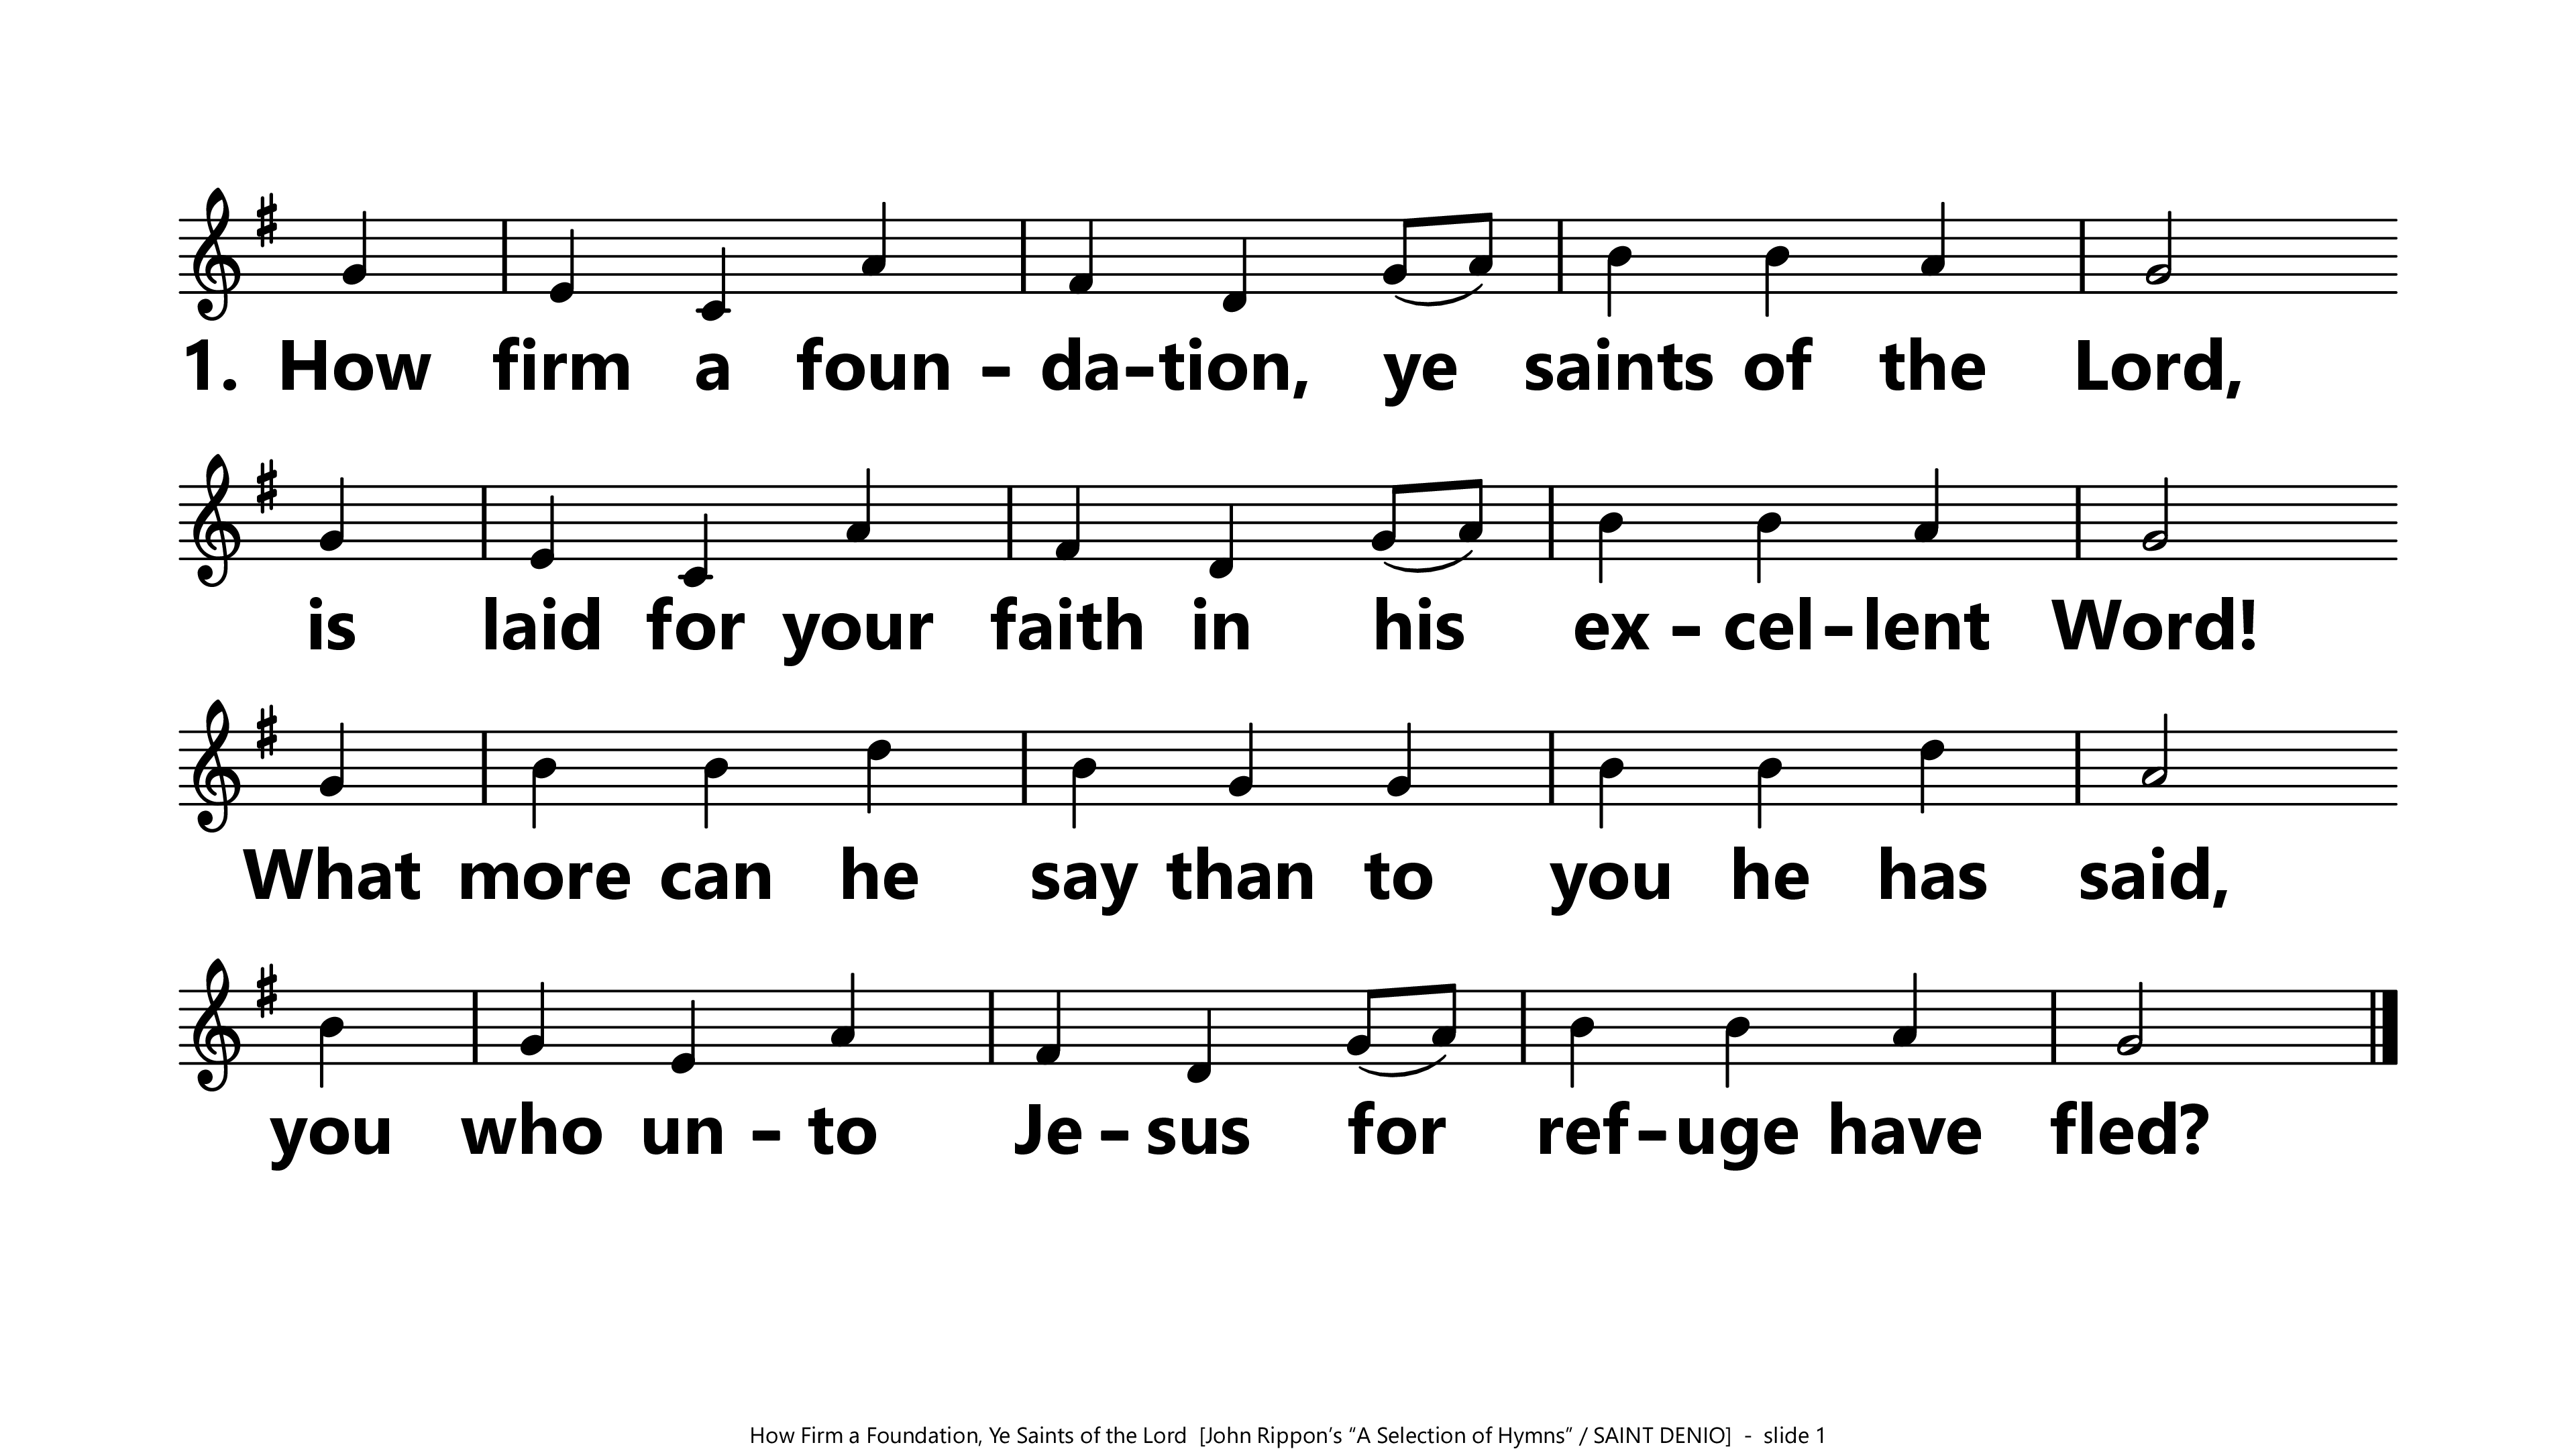 1. How firm a foun - da-tion, ye saints of the Lord,
is laid for your faith in his ex - cel - lent Word!
What more can he say than to you he has said,
you who un - to Je - sus for ref - uge have fled?
How Firm a Foundation, Ye Saints of the Lord [John Rippon’s “A Selection of Hymns” / SAINT DENIO] - slide 1